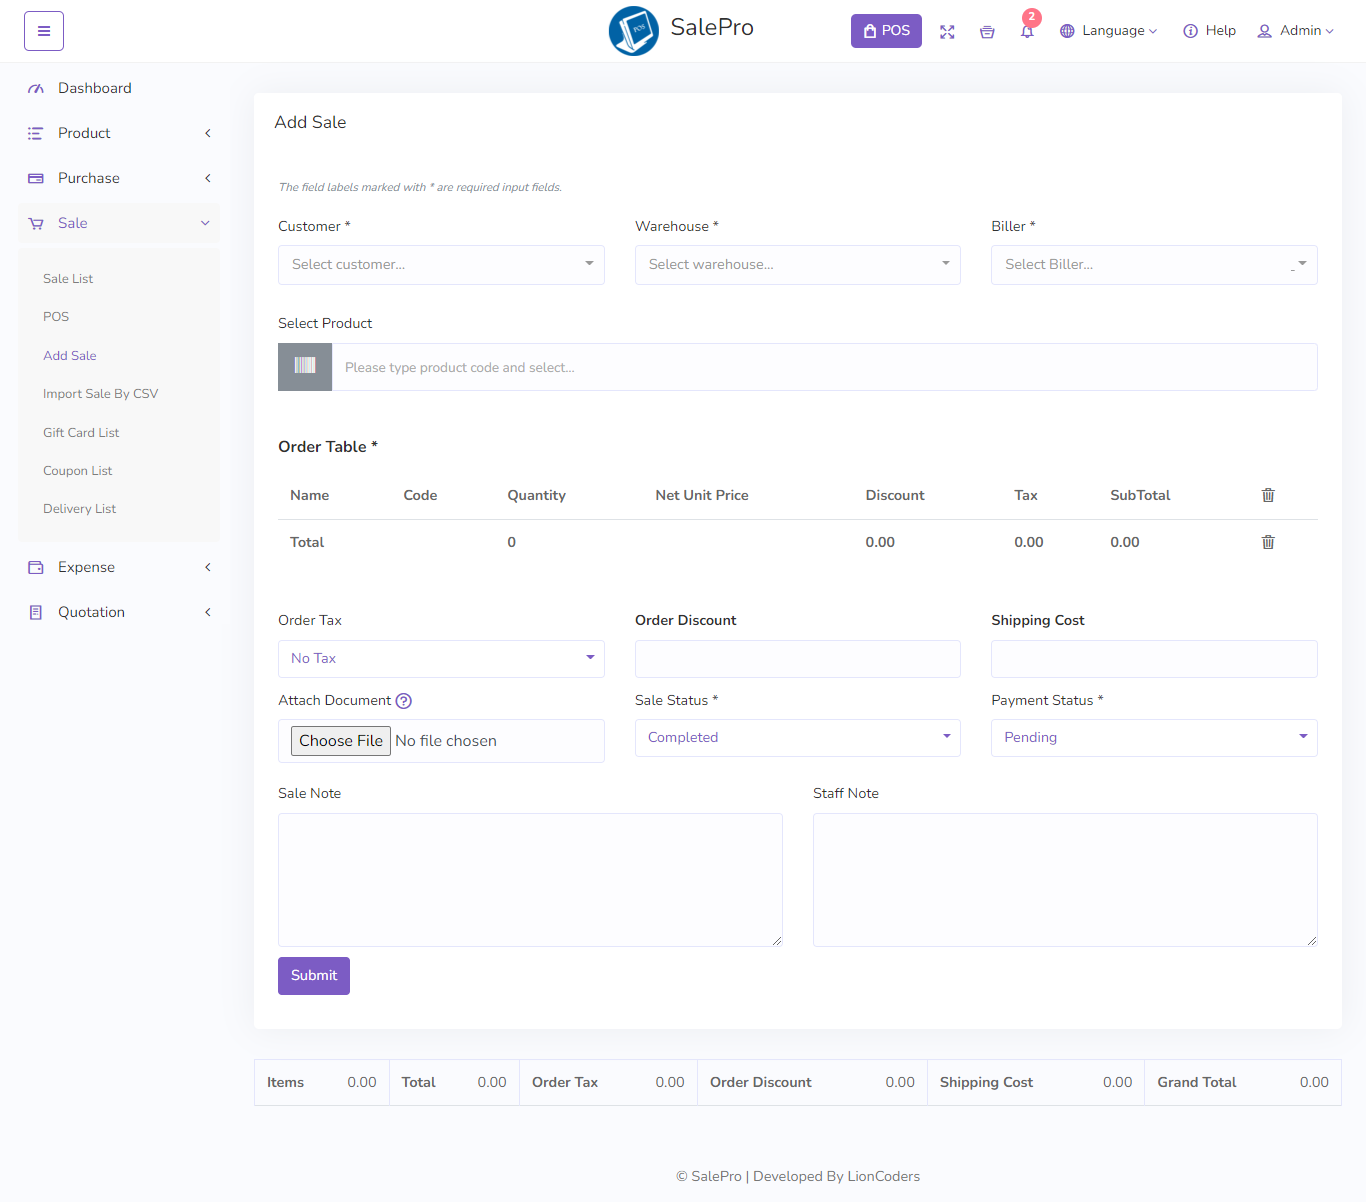 SalePro
POS
2
Language
Help
Admin
Dashboard
Product
Purchase
Sale
Sale List
POS
Add Sale
Import Sale By CSV
Gift Card List
Coupon List
Delivery List
Expense
Quotation
Add Sale
The field labels marked with * are required input fields.
Customer * Warehouse * Biller *
Select customer... Select warehouse... Select Biller...
Select Product
Please type product code and select...
Order Table *
Name Code Quantity Net Unit Price Discount Tax SubTotal
Total 0 0.00 0.00 0.00
Order Tax Order Discount Shipping Cost
No Tax
Attach Document ? Sale Status * Payment Status *
Choose File No file chosen Completed Pending
Sale Note Staff Note
Submit
Items 0.00 Total 0.00 Order Tax 0.00 Order Discount 0.00 Shipping Cost 0.00 Grand Total 0.00
© SalePro | Developed By LionCoders